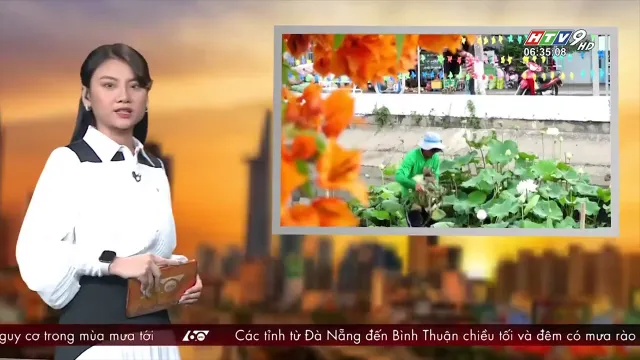 HTV9 HD
06:35:08
guy cơ trong mùa mưa tới 60 Các tỉnh từ Đà Nẵng đến Bình Thuận chiều tối và đêm có mưa rào